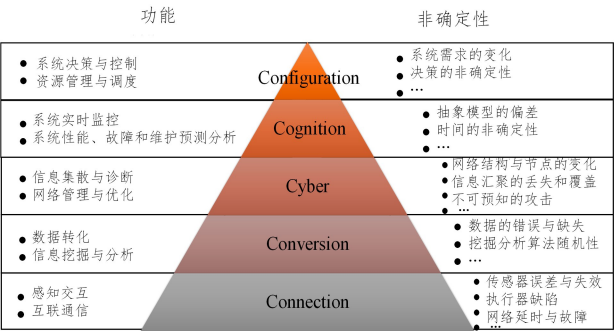 功能
非确定性
● 系统决策与控制
● 资源管理与调度
Configuration
● 系统需求的变化
● 决策的非确定性
● …
● 系统实时监控
● 系统性能、故障和维护预测分析
Cognition
● 抽象模型的偏差
● 时间的非确定性
● …
● 信息集散与诊断
● 网络管理与优化
Cyber
● 网络结构与节点的变化
● 信息汇聚的丢失和覆盖
● 不可预知的攻击
● …
● 数据转化
● 信息挖掘与分析
Conversion
● 数据的错误与缺失
● 挖掘分析算法随机性
● …
● 感知交互
● 互联通信
Connection
● 传感器误差与失效
● 执行器缺陷
● 网络延时与故障
● …